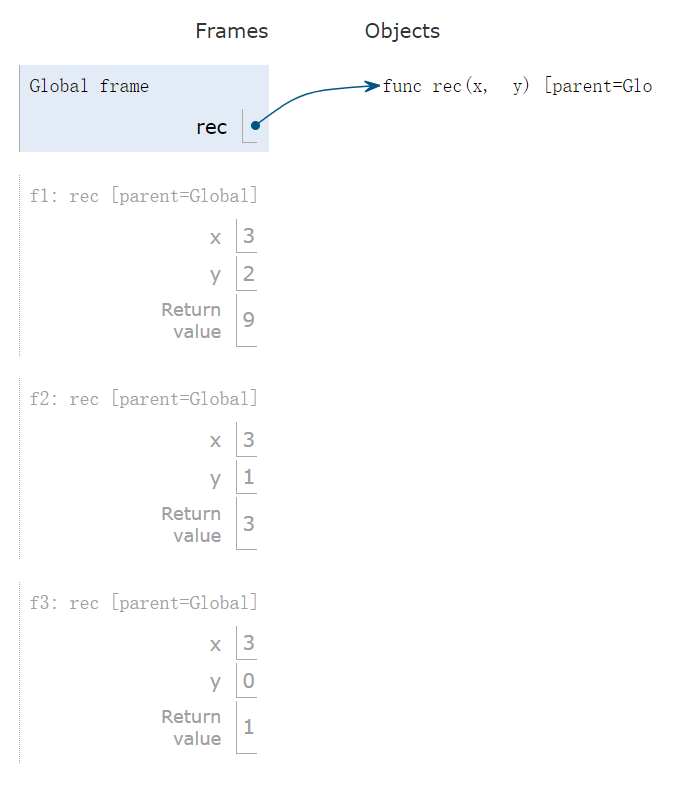 Frames Objects
Global frame
func rec(x, y) [parent=Glo
rec
f1: rec [parent=Global]
x 3
y 2
Return
value 9
f2: rec [parent=Global]
x 3
y 1
Return
value 3
f3: rec [parent=Global]
x 3
y 0
Return
value 1